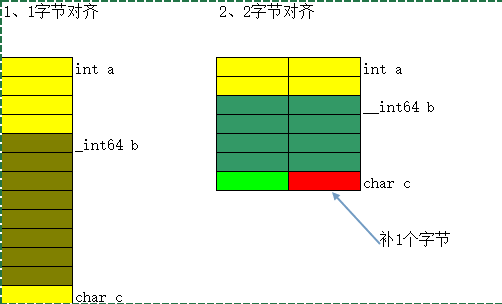 1、1字节对齐
2、2字节对齐
int a
int a
_int64 b
__int64 b
char c
补1个字节
char c